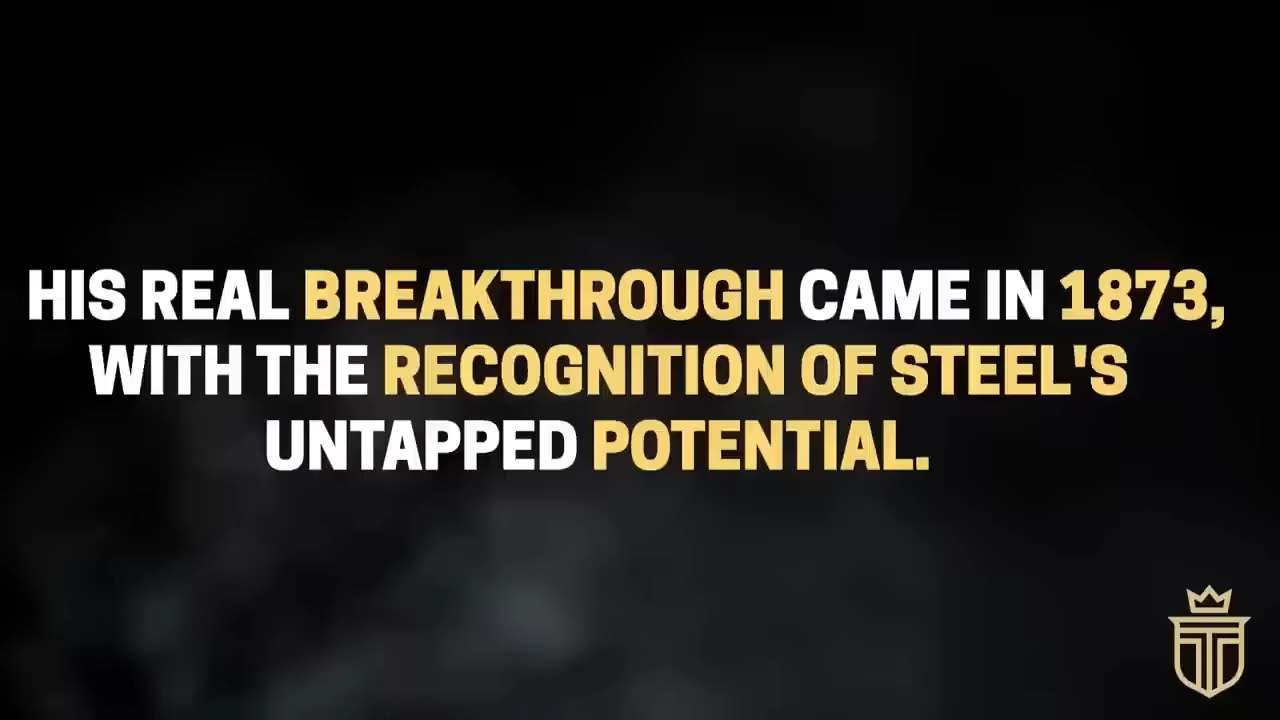 HIS REAL BREAKTHROUGH CAME IN 1873,
WITH THE RECOGNITION OF STEEL'S
UNTAPPED POTENTIAL.